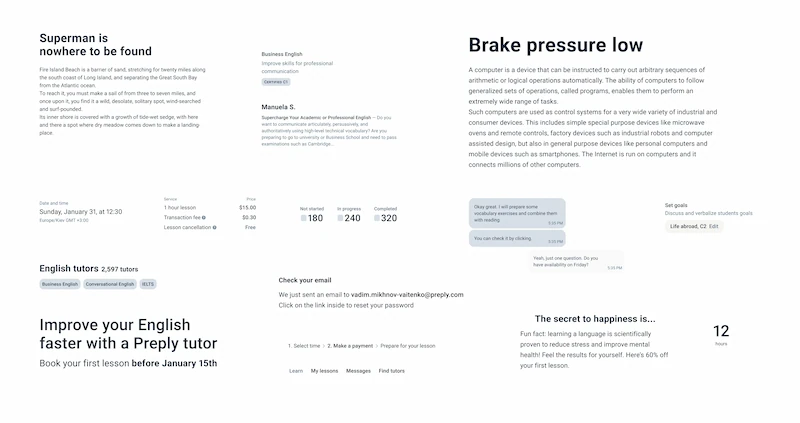 Superman is
nowhere to be found
Fire Island Beach is a barrier of sand, stretching for twenty miles along
the south coast of Long Island, and separating the Great South Bay
from the Atlantic ocean.
To reach it, you must make a sail of from three to seven miles, and
once upon it, you find it a wild, desolate, solitary spot, wind-searched
and surf-pounded.
Its inner shore is covered with a growth of tide-wet sedge, with here
and there a spot where dry meadow comes down to make a landing-
place.
Business English
Improve skills for professional
communication
Certified C1
Manuela S.
Supercharge Your Academic or Professional English — Do you
want to communicate articulately, persuasively, and
authoritatively using high-level technical vocabulary? Are you
preparing to go to university or Business School and need to pass
examinations such as Cambridge...
Brake pressure low
A computer is a device that can be instructed to carry out arbitrary sequences of
arithmetic or logical operations automatically. The ability of computers to follow
generalized sets of operations, called programs, enables them to perform an
extremely wide range of tasks.
Such computers are used as control systems for a very wide variety of industrial and
consumer devices. This includes simple special purpose devices like microwave
ovens and remote controls, factory devices such as industrial robots and computer
assisted design, but also in general purpose devices like personal computers and
mobile devices such as smartphones. The Internet is run on computers and it
connects millions of other computers.
Date and time
Sunday, January 31, at 12:30
Europe/Kiev GMT +3:00
Service Price
1 hour lesson $15.00
Transaction fee $0.30
Lesson cancellation Free
Not started In progress Completed
180 240 320
Okay great. I will prepare some
vocabulary exercises and combine them
with reading.
5:35 PM
You can check it by clicking.
5:35 PM
Yeah, just one question. Do you
have availability on Friday?
5:35 PM
Set goals
Discuss and verbalize students goals
Life abroad, C2 Edit
English tutors 2,597 tutors
Business English Conversational English IELTS
Check your email
We just sent an email to vadim.mikhnov-vaitenko@preply.com
Click on the link inside to reset your password
Improve your English
faster with a Preply tutor
Book your first lesson before January 15th
1. Select time 2. Make a payment Prepare for your lesson
Learn My lessons Messages Find tutors
The secret to happiness is...
Fun fact: learning a language is scientifically
proven to reduce stress and improve mental
health! Feel the results for yourself. Here's 60% off
your first lesson.
12
hours